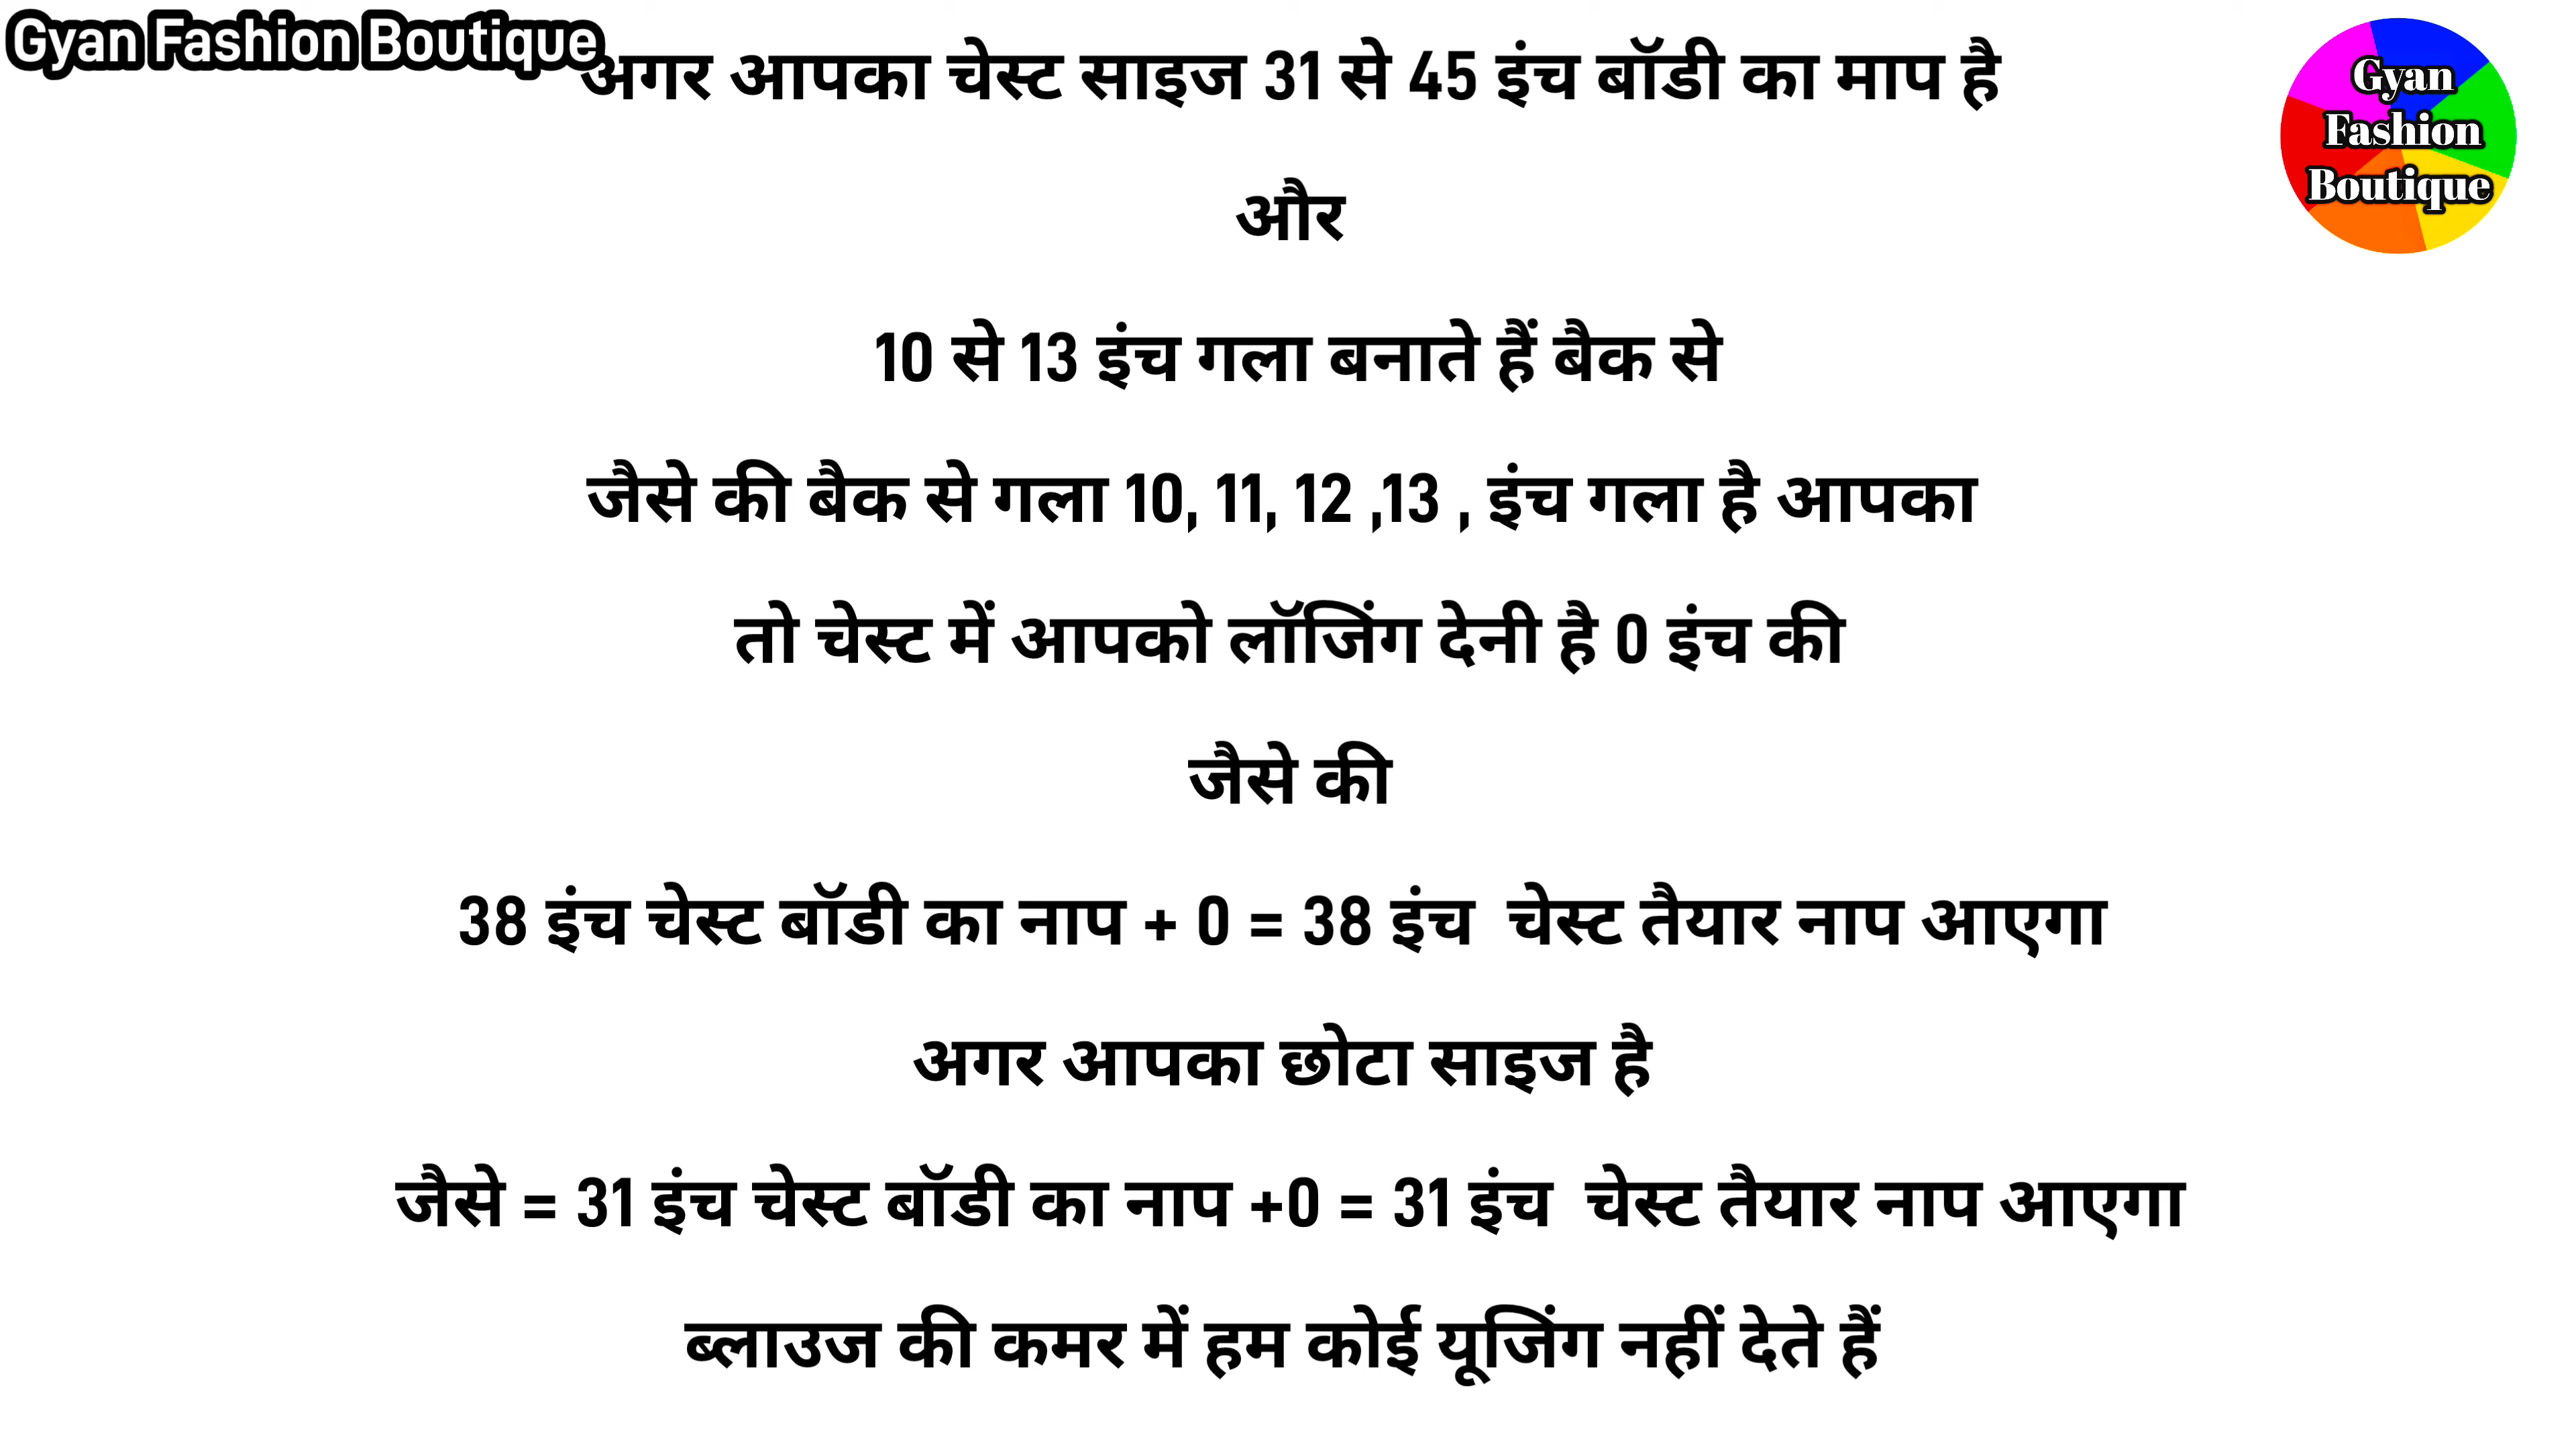 Gyan Fashion Boutique
अगर आपका चेस्ट साइज 31 से 45 इंच बॉडी का माप है
Gyan
Fashion
Boutique
और
10 से 13 इंच गला बनाते हैं बैक से
जैसे की बैक से गला 10, 11, 12 ,13 , इंच गला है आपका
तो चेस्ट में आपको लॉजिंग देनी है 0 इंच की
जैसे की
38 इंच चेस्ट बॉडी का नाप + 0 = 38 इंच चेस्ट तैयार नाप आएगा
अगर आपका छोटा साइज है
जैसे = 31 इंच चेस्ट बॉडी का नाप +0 = 31 इंच चेस्ट तैयार नाप आएगा
ब्लाउज की कमर में हम कोई यूजिंग नहीं देते हैं